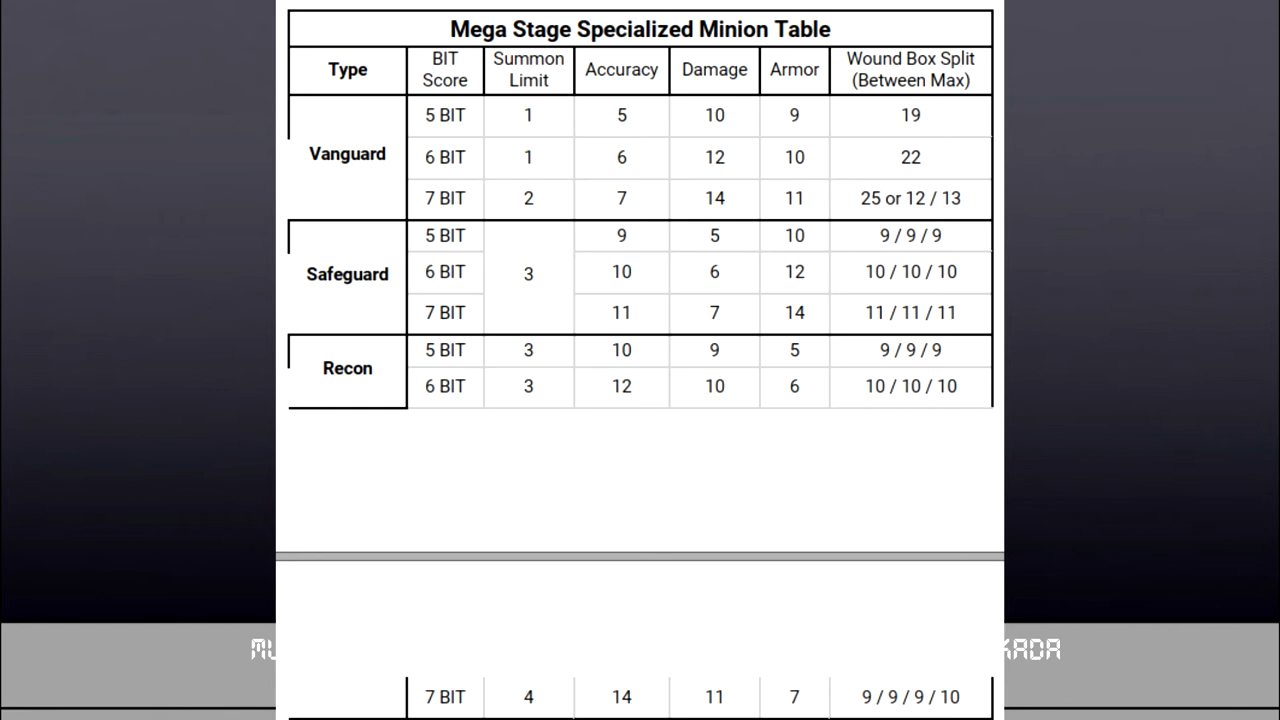 Mega Stage Specialized Minion Table
Type BIT Score Summon Limit Accuracy Damage Armor Wound Box Split (Between Max)
Vanguard
5 BIT 1 5 10 9 19
6 BIT 1 6 12 10 22
7 BIT 2 7 14 11 25 or 12 / 13
Safeguard 3
5 BIT 9 5 10 9 / 9 / 9
6 BIT 10 6 12 10 / 10 / 10
7 BIT 11 7 14 11 / 11 / 11
Recon
5 BIT 3 10 9 5 9 / 9 / 9
6 BIT 3 12 10 6 10 / 10 / 10
7 BIT 4 14 11 7 9 / 9 / 9 / 10